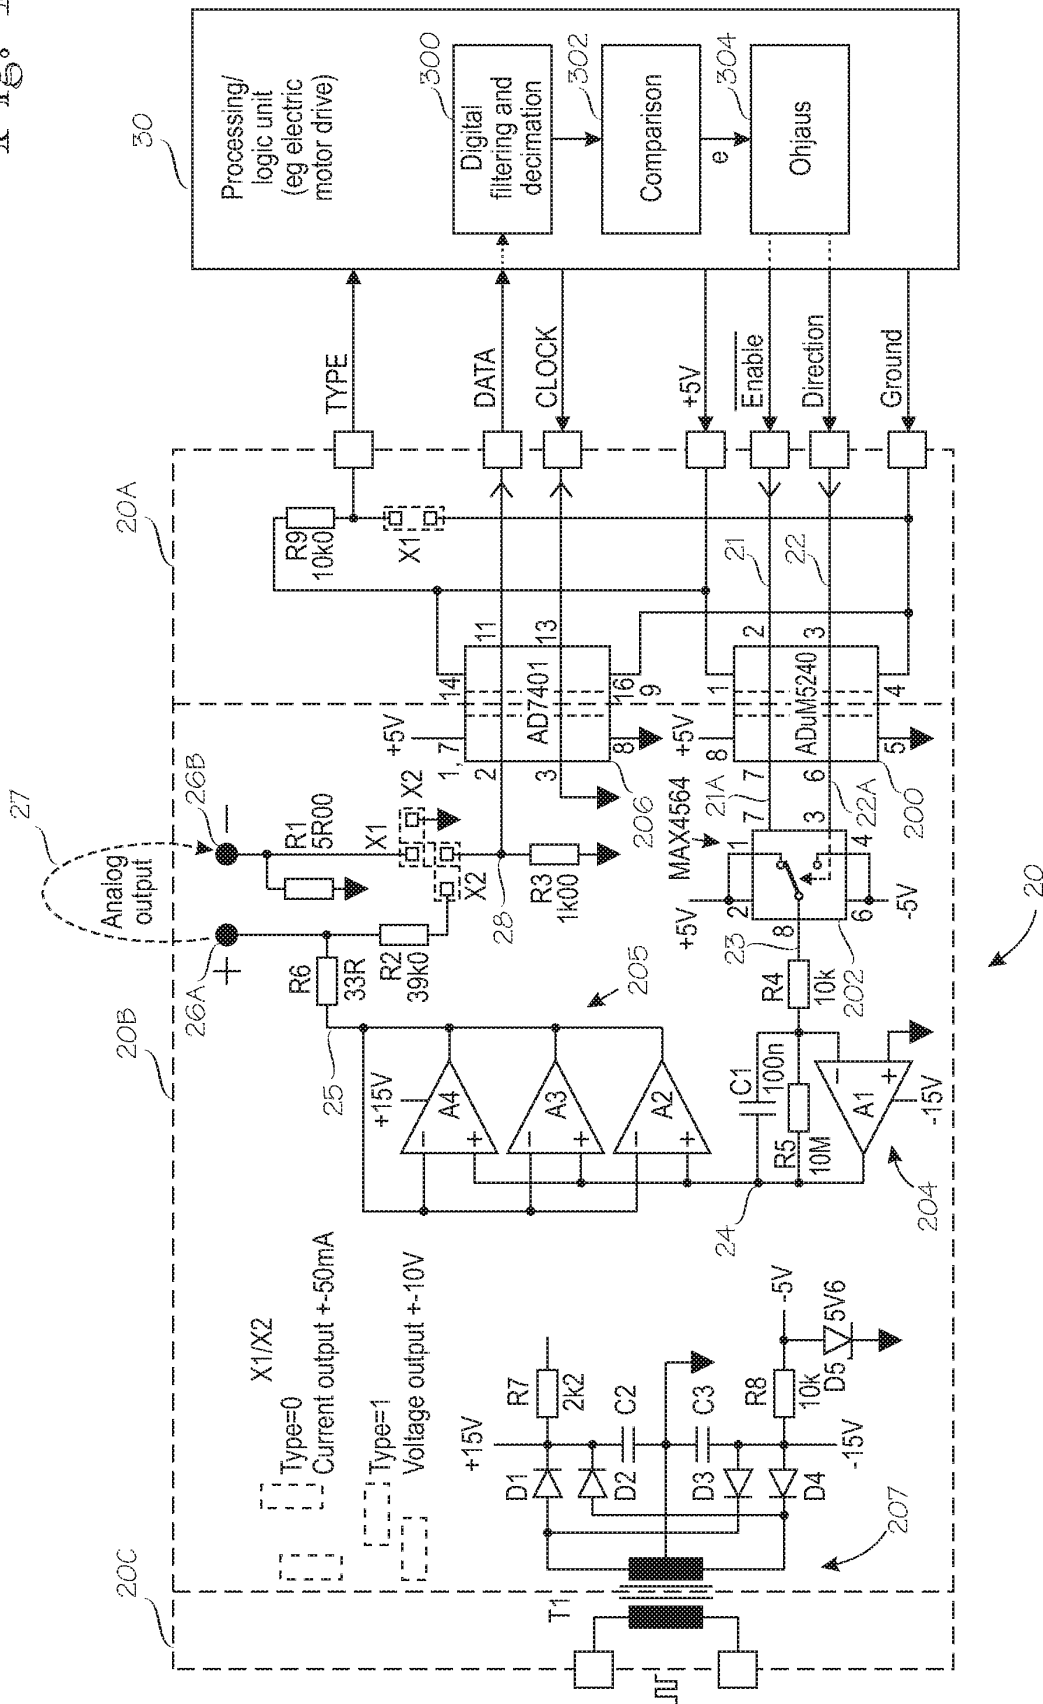 Fig. 1
30
Processing/
logic unit
(eg electric
motor drive)
300
Digital
filtering and
decimation
302
Comparison
e
304
Ohjaus
TYPE
DATA
CLOCK
+5V
Enable
Direction
Ground
20A
R9
10k0
X1
21
22
14
11
13
16
9
AD7401
1
2
3
4
ADuM5240
+5V
1, 7
2
3
8
206
+5V
8
7
6
5
200
21A
22A
27
Analog
output
26B
−
26A
+
R1
5R00
X1
X2
X2
R6
33R
R2
39k0
28
R3
1k00
MAX4564
7
1
3
4
+5V
2
8
6
-5V
23
202
R4
10k
20
20B
25
205
+15V
A4
−
+
A3
−
+
A2
−
+
C1
100n
R5
10M
A1
−
+
-15V
24
204
X1/X2
Type=0
Current output +-50mA
Type=1
Voltage output +-10V
+15V
R7
2k2
D1
D2
C2
C3
D3
D4
R8
10k
-15V
-5V
D5
5V6
207
20C
T1